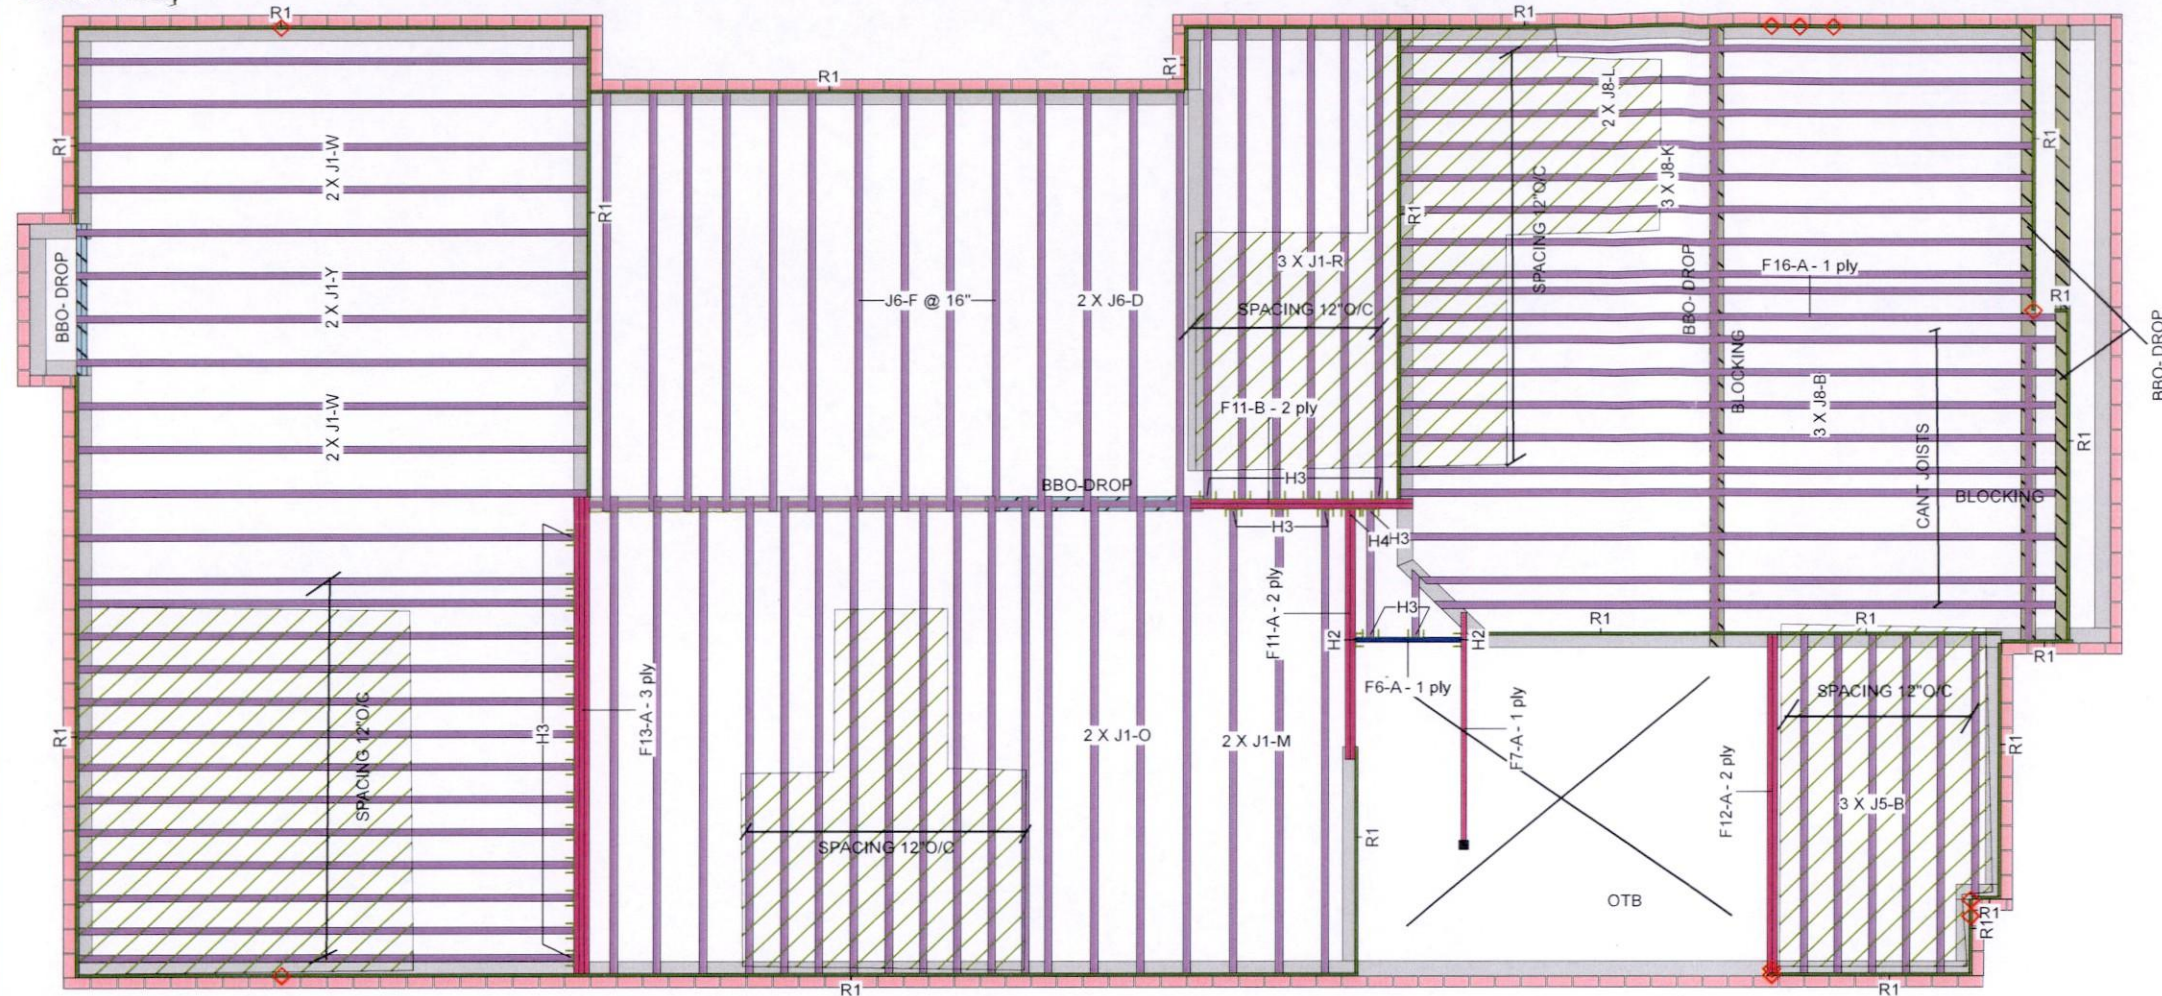 R1
R1
R1
R1
R1
2 X J1-W
BBO- DROP
2 X J1-Y
2 X J1-W
R1
J6-F @ 16"
2 X J6-D
BBO-DROP
3 X J1-R
SPACING 12"O/C
F11-B - 2 ply
H3
H3
H4
H3
R1
2 X J8-L
3 X J8-K
SPACING 12"O/C
BBO- DROP
BLOCKING
F16-A - 1 ply
3 X J8-B
CANT JOISTS
BLOCKING
R1
R1
R1
BBO- DROP
R1
SPACING 12"O/C
H3
F13-A - 3 ply
SPACING 12"O/C
2 X J1-O
2 X J1-M
F11-A - 2 ply
H2
H3
H2
F6-A - 1 ply
F7-A - 1 ply
R1
OTB
R1
R1
R1
F12-A - 2 ply
SPACING 12"O/C
3 X J5-B
R1
R1
R1
R1
R1